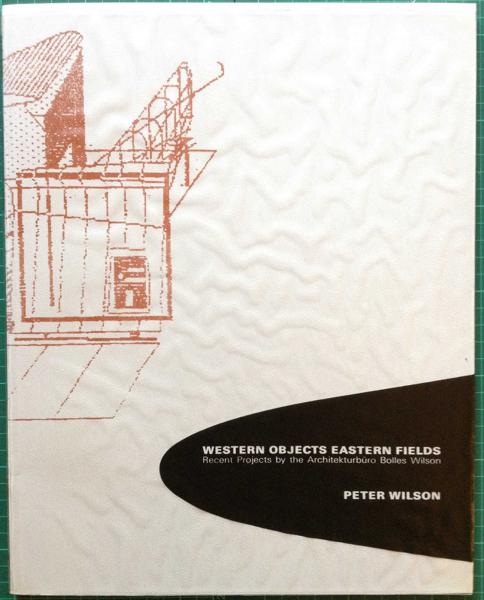 WESTERN OBJECTS EASTERN FIELDS
Recent Projects by the Architekturbüro Bolles Wilson
PETER WILSON